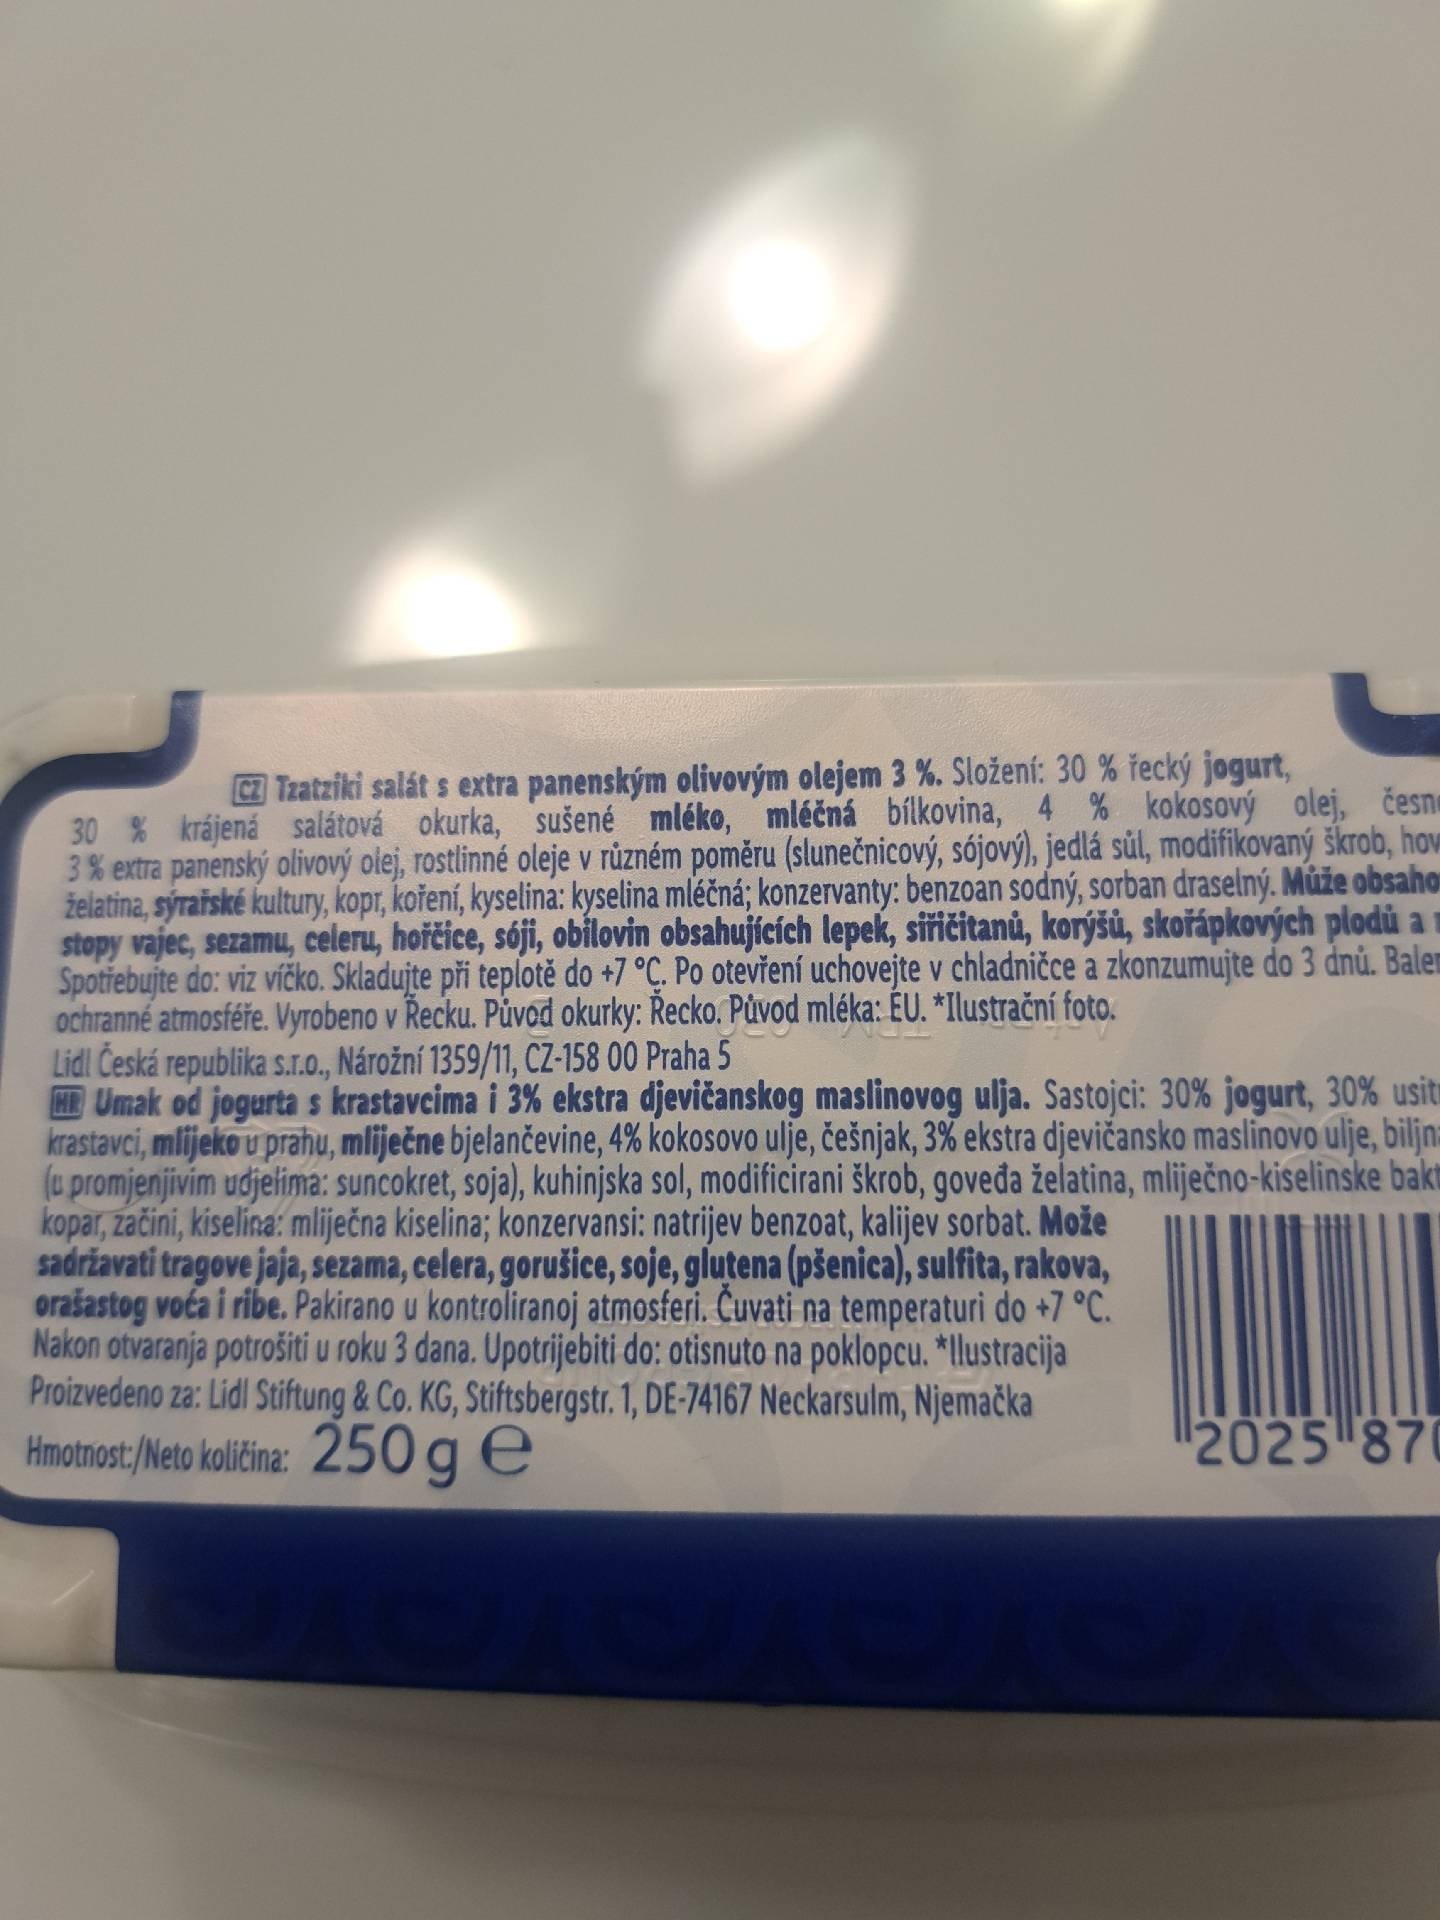 CZ Tzatziki salát s extra panenským olivovým olejem 3 %. Složení: 30 % řecký jogurt,
30 % krájená salátová okurka, sušené mléko, mléčná bílkovina, 4 % kokosový olej,
3 % extra panenský olivový olej, rostlinné oleje v různém poměru (slunečnicový, sójový), jedlá sůl, modifikovaný škrob,
želatina, sýrařské kultury, kopr, koření, kyselina: kyselina mléčná; konzervanty: benzoan sodný, sorban draselný. Může
stopy vajec, sezamu, celeru, hořčice, sóji, obilovin obsahujících lepek, siřičitanů, korýšů, skořápkových plodů a
Spotřebujte do: viz víčko. Skladujte při teplotě do +7 °C. Po otevření uchovejte v chladničce a zkonzumujte do 3 dnů.
ochranné atmosféře. Vyrobeno v Řecku. Původ okurky: Řecko. Původ mléka: EU. *Ilustrační foto.
Lidl Česká republika s.r.o., Nárožní 1359/11, CZ-158 00 Praha 5
HR Umak od jogurta s krastavcima i 3% ekstra djevičanskog maslinovog ulja. Sastojci: 30% jogurt, 30%
krastavci, mlijeko u prahu, mliječne bjelančevine, 4% kokosovo ulje, češnjak, 3% ekstra djevičansko maslinovo ulje,
(u promjenjivim udjelima: suncokret, soja), kuhinjska sol, modificirani škrob, goveđa želatina, mliječno-kiselinske
kopar, začini, kiselina: mliječna kiselina; konzervansi: natrijev benzoat, kalijev sorbat. Može
sadržavati tragove jaja, sezama, celera, gorušice, soje, glutena (pšenica), sulfita, rakova,
orašastog voća i ribe. Pakirano u kontroliranoj atmosferi. Čuvati na temperaturi do +7 °C.
Nakon otvaranja potrošiti u roku 3 dana. Upotrijebiti do: otisnuto na poklopcu. *Ilustracija
Proizvedeno za: Lidl Stiftung & Co. KG, Stiftsbergstr. 1, DE-74167 Neckarsulm, Njemačka
Hmotnost:/Neto količina: 250 g e
2025 87